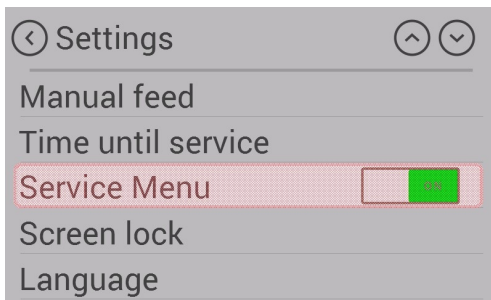 Settings
Manual feed
Time until service
Service Menu
Screen lock
Language